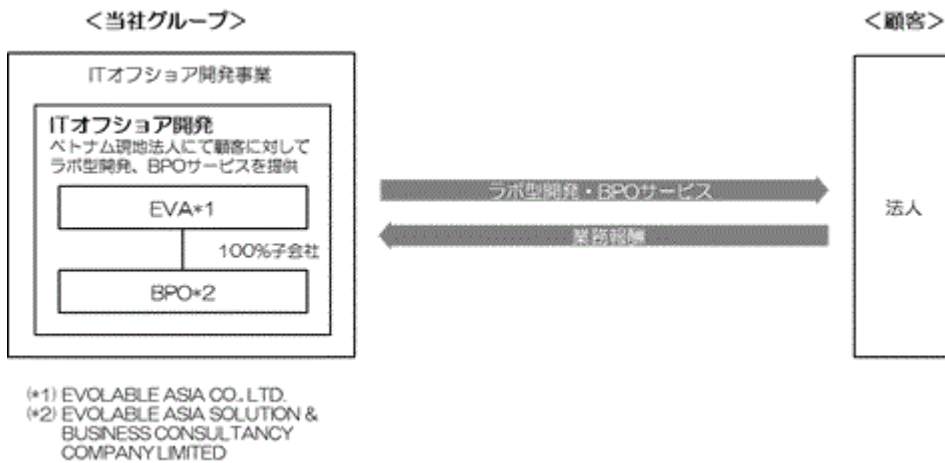 ＜当社グループ＞
＜顧客＞
ITオフショア開発事業
ITオフショア開発
ベトナム現地法人にて顧客に対して
ラボ型開発、BPOサービスを提供
EVA*1
100%子会社
BPO*2
ラボ型開発・BPOサービス
業務報酬
法人
(*1) EVOLABLE ASIA CO., LTD.
(*2) EVOLABLE ASIA SOLUTION &
BUSINESS CONSULTANCY
COMPANY LIMITED